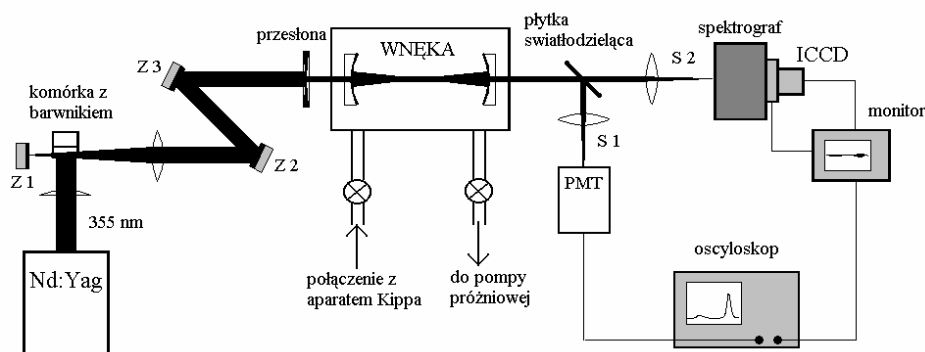 spektrograf
płytka
swiatłodzieląca
przesłona
WNĘKA
ICCD
S 2
Z 3
komórka z
barwnikiem
monitor
S 1
Z 1
Z 2
PMT
355 nm
oscyloskop
połączenie z
aparatem Kippa
do pompy
próżniowej
Nd:Yag